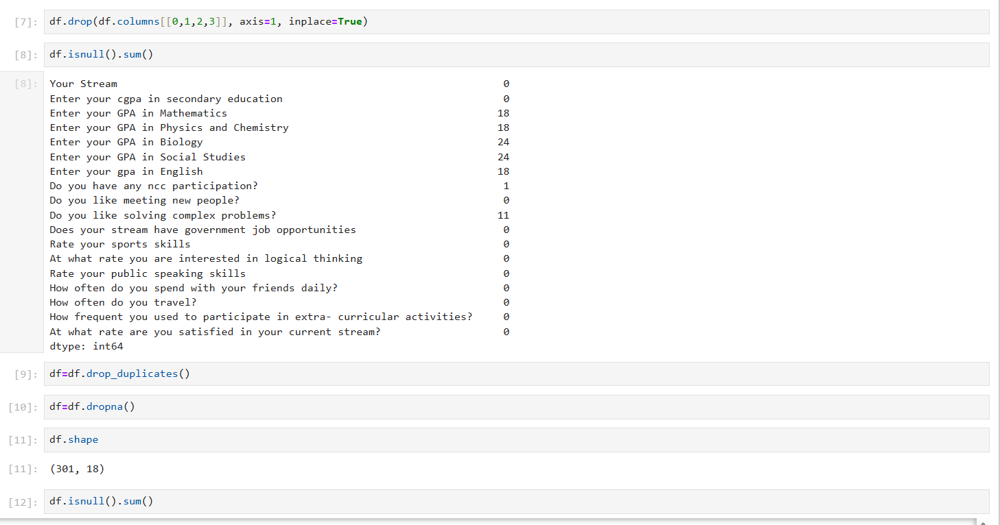 [7]: df.drop(df.columns[[0,1,2,3]], axis=1, inplace=True)
[8]: df.isnull().sum()
[8]: Your Stream 0
Enter your cgpa in secondary education 0
Enter your GPA in Mathematics 18
Enter your GPA in Physics and Chemistry 18
Enter your GPA in Biology 24
Enter your GPA in Social Studies 24
Enter your gpa in English 18
Do you have any ncc participation? 1
Do you like meeting new people? 0
Do you like solving complex problems? 11
Does your stream have government job opportunities 0
Rate your sports skills 0
At what rate you are interested in logical thinking 0
Rate your public speaking skills 0
How often do you spend with your friends daily? 0
How often do you travel? 0
How frequent you used to participate in extra- curricular activities? 0
At what rate are you satisfied in your current stream? 0
dtype: int64
[9]: df=df.drop_duplicates()
[10]: df=df.dropna()
[11]: df.shape
[11]: (301, 18)
[12]: df.isnull().sum()